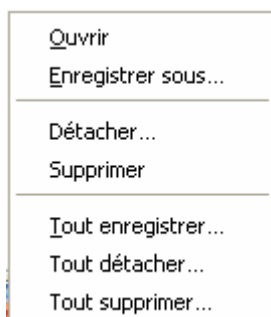 Ouvrir
Enregistrer sous...
Détacher...
Supprimer
Tout enregistrer...
Tout détacher...
Tout supprimer...